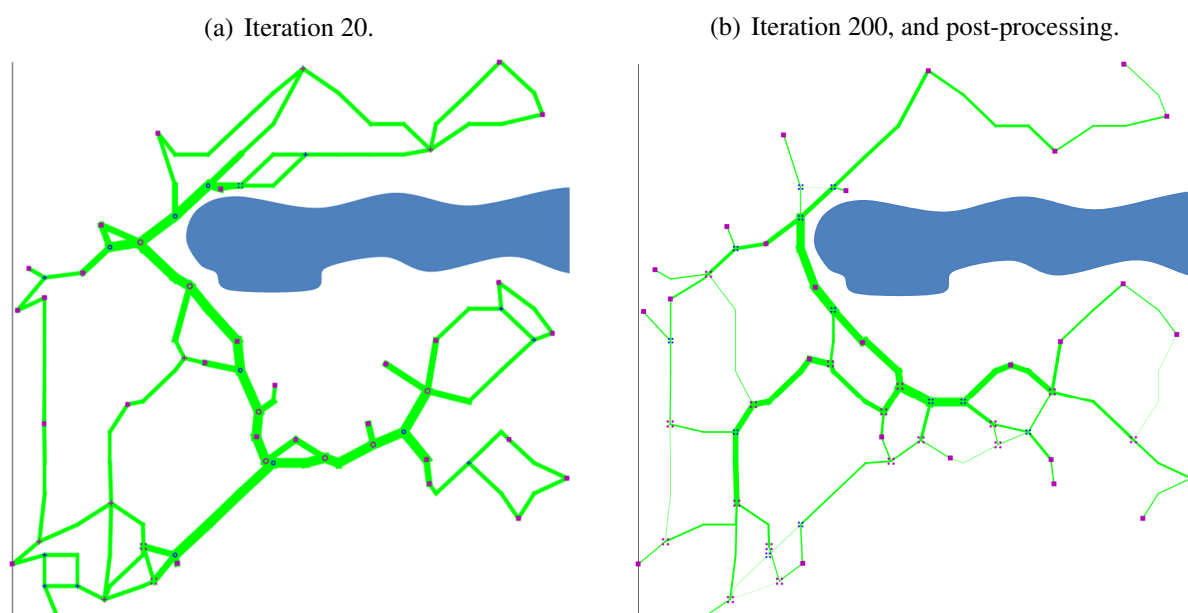 (a) Iteration 20.
(b) Iteration 200, and post-processing.